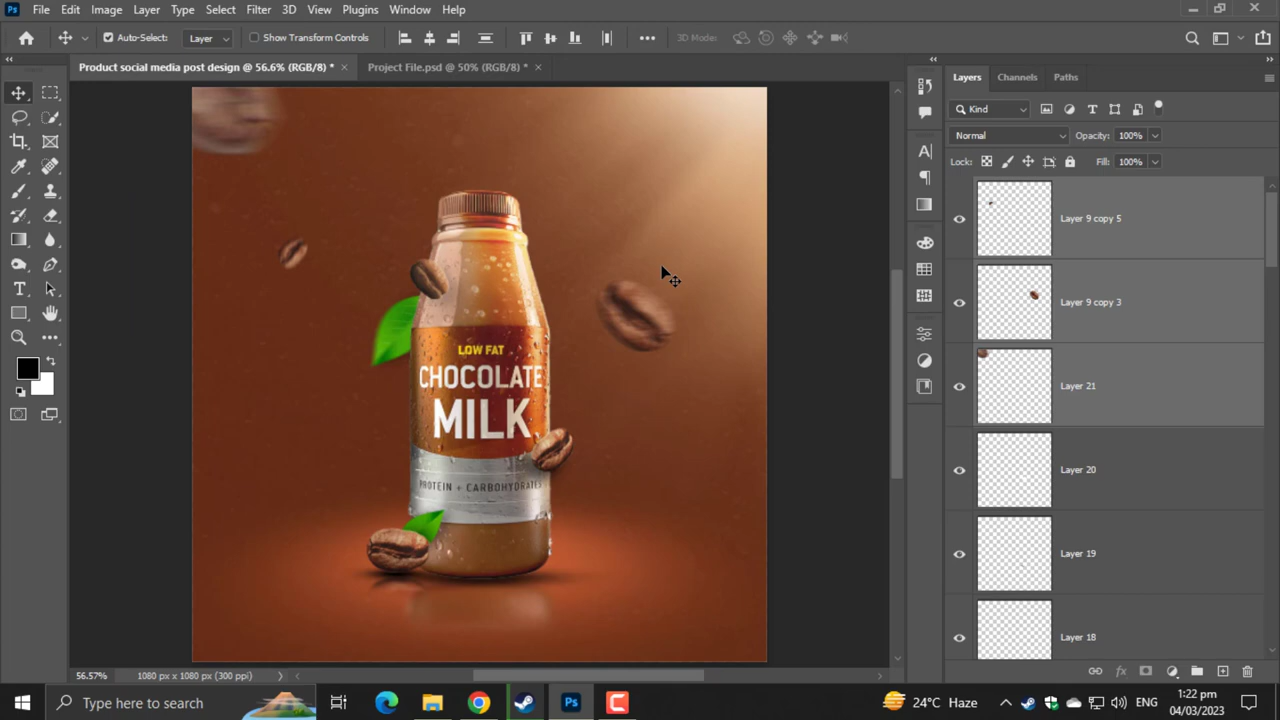 Ps File Edit Image Layer Type Select Filter 3D View Plugins Window Help
Auto-Select: Layer Show Transform Controls 3D Mode:
Product social media post design @ 56.6% (RGB/8) * × Project File.psd @ 50% (RGB/8) * ×
Layers Channels Paths
Kind
Normal Opacity: 100%
Lock: Fill: 100%
Layer 9 copy 5
Layer 9 copy 3
Layer 21
Layer 20
Layer 19
Layer 18
LOW FAT
CHOCOLATE
MILK
PROTEIN + CARBOHYDRATES
56.57% 1080 px x 1080 px (300 ppi)
Type here to search
Ps
24°C Haze
ENG
1:22 pm
04/03/2023